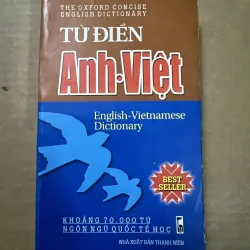 THE OXFORD CONCISE
ENGLISH DICTIONARY
TỪ ĐIỂN
Anh·Việt
English-Vietnamese
Dictionary
BEST
SELLER
KHOẢNG 70.000 TỪ
NGÔN NGỮ QUỐC TẾ HỌC
NHÀ XUẤT BẢN THANH NIÊN